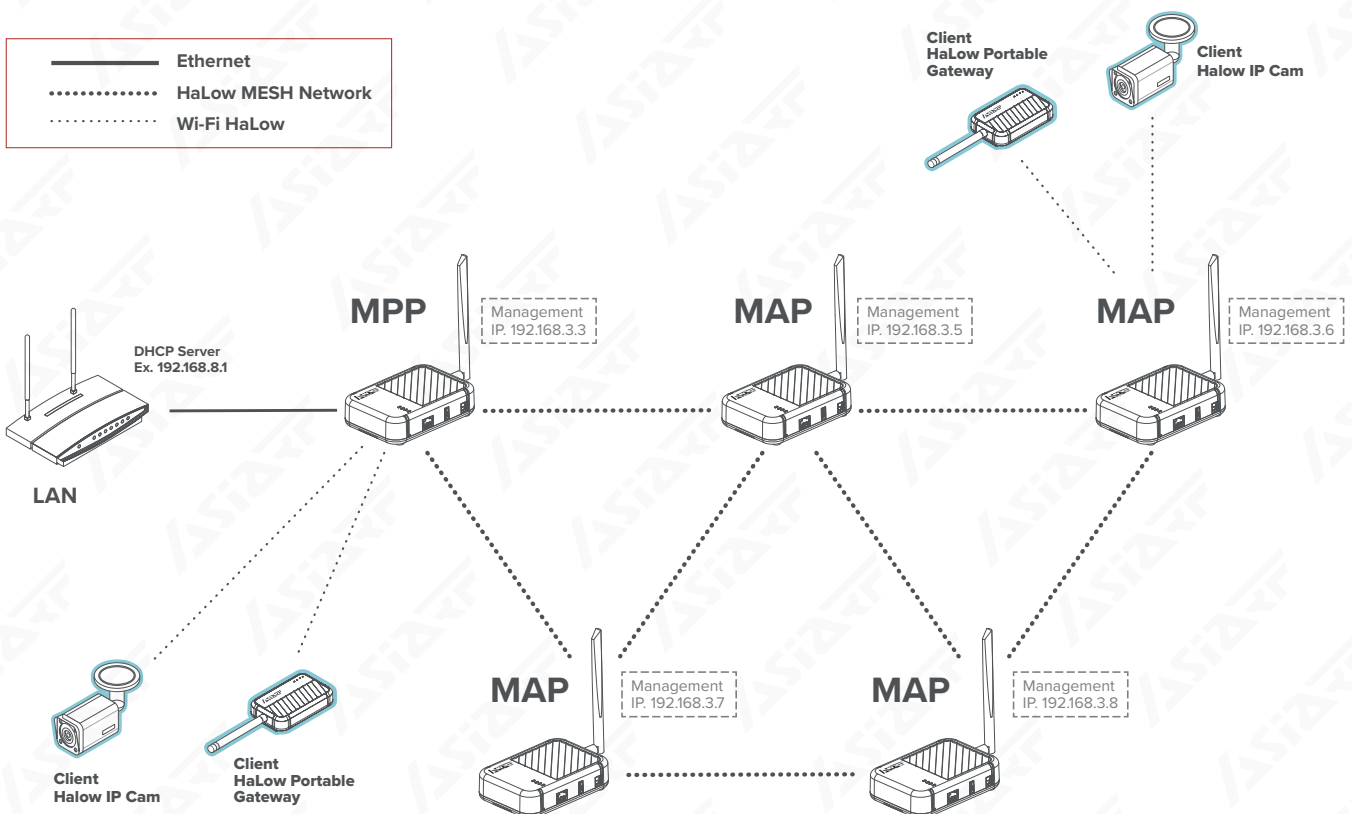 Ethernet
HaLow MESH Network
Wi-Fi HaLow
Client
HaLow Portable
Gateway
Client
Halow IP Cam
MPP
Management
IP. 192.168.3.3
MAP
Management
IP. 192.168.3.5
MAP
Management
IP. 192.168.3.6
DHCP Server
Ex. 192.168.8.1
LAN
MAP
Management
IP. 192.168.3.7
MAP
Management
IP. 192.168.3.8
Client
Halow IP Cam
Client
HaLow Portable
Gateway
ASiARF